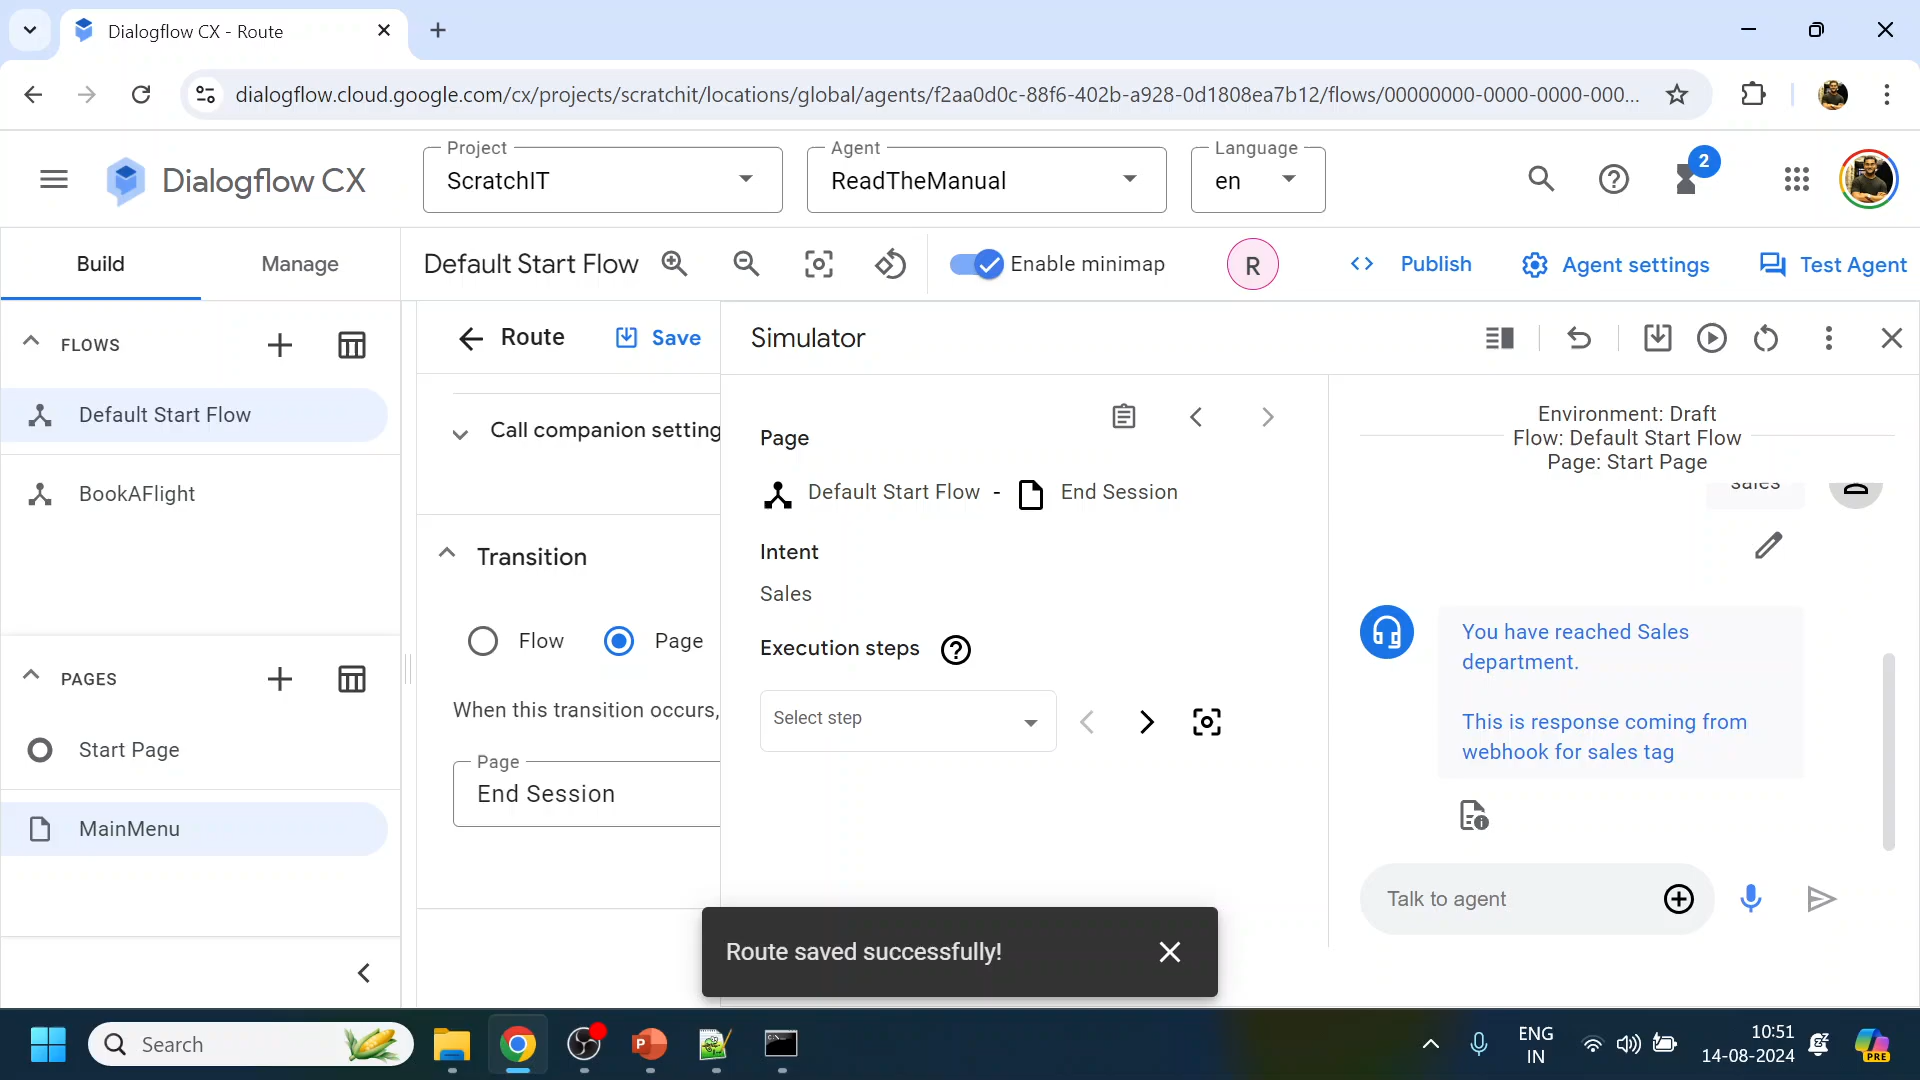 Dialogflow CX - Route
dialogflow.cloud.google.com/cx/projects/scratchit/locations/global/agents/f2aa0d0c-88f6-402b-a928-0d1808ea7b12/flows/00000000-0000-0000-000...
Dialogflow CX
Project
ScratchIT
Agent
ReadTheManual
Language
en
2
Build
Manage
Default Start Flow
Enable minimap
R
Publish
Agent settings
Test Agent
FLOWS
Default Start Flow
BookAFlight
PAGES
Start Page
MainMenu
Route
Save
Call companion setting
Transition
Flow
Page
When this transition occurs,
Page
End Session
Simulator
Page
Default Start Flow - End Session
Intent
Sales
Execution steps
Select step
Environment: Draft
Flow: Default Start Flow
Page: Start Page
sales
You have reached Sales
department.
This is response coming from
webhook for sales tag
Talk to agent
Route saved successfully!
Search
ENG
IN
10:51
14-08-2024
PRE